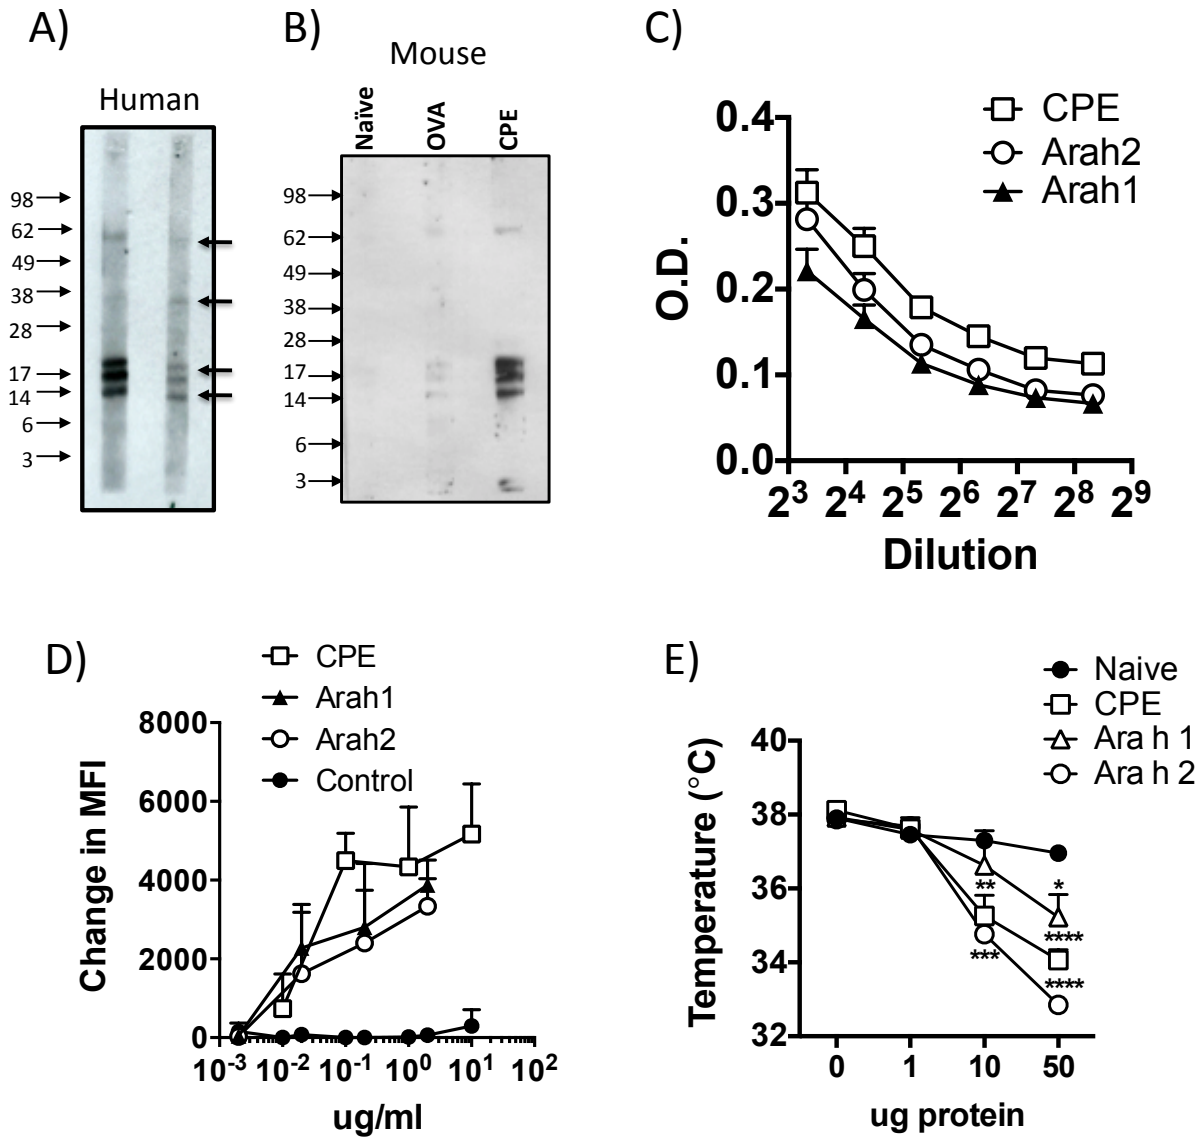 A)
Human
98
62
49
38
28
17
14
6
3
B)
Mouse
Naïve
OVA
CPE
98
62
49
38
28
17
14
6
3
C)
CPE
Arah2
Arah1
O.D.
0.4
0.3
0.2
0.1
0.0
2^3 2^4 2^5 2^6 2^7 2^8 2^9
Dilution
D)
CPE
Arah1
Arah2
Control
Change in MFI
8000
6000
4000
2000
0
10^-3 10^-2 10^-1 10^0 10^1 10^2
ug/ml
E)
Naive
CPE
Ara h 1
Ara h 2
Temperature (°C)
40
38
36
34
32
** *
****
*** ****
0 1 10 50
ug protein